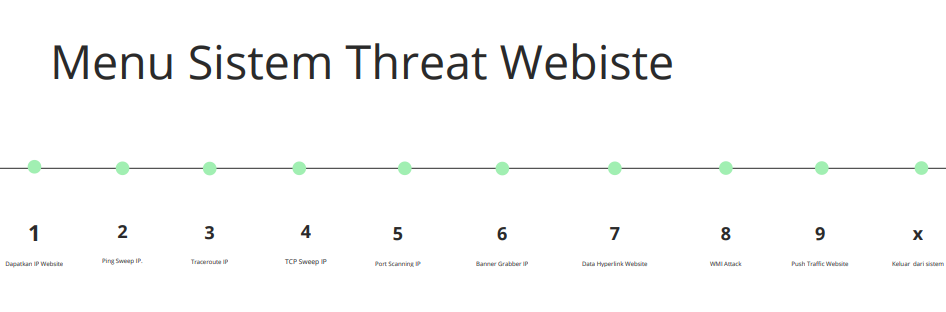 Menu Sistem Threat Webiste
1 2 3 4 5 6 7 8 9 x
Dapatkan IP Website Ping Sweep IP. Traceroute IP TCP Sweep IP Port Scanning IP Banner Grabber IP Data Hyperlink Website WMI Attack Push Traffic Website Keluar dari sistem